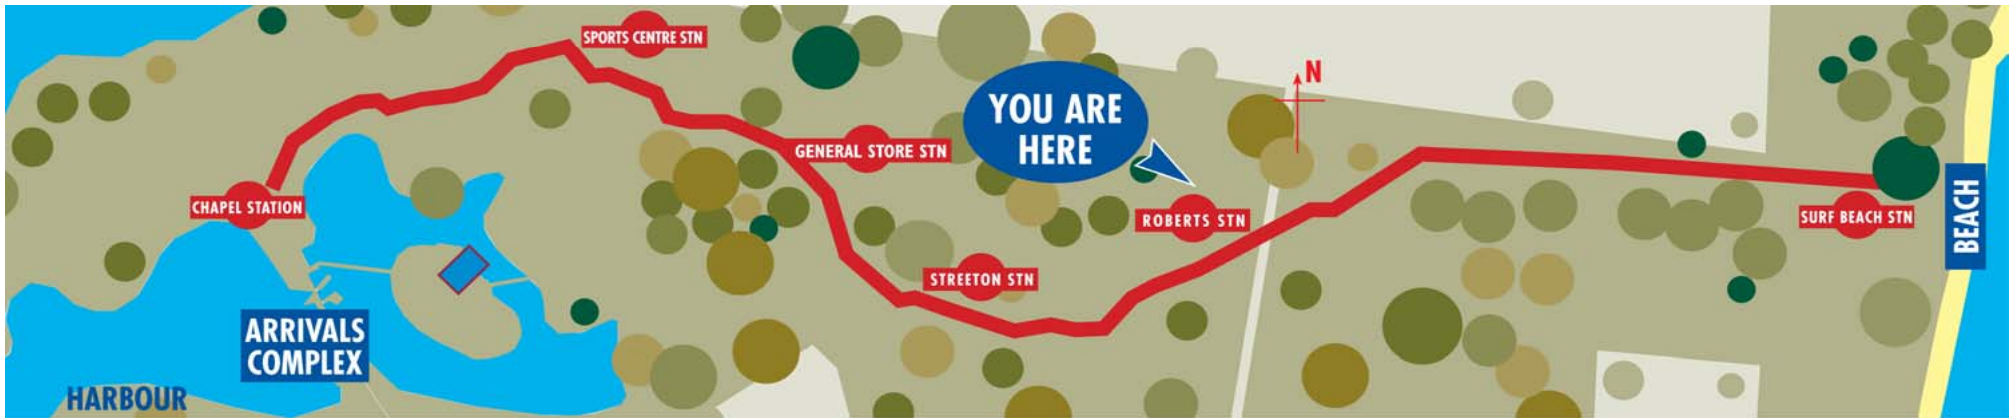 SPORTS CENTRE STN
YOU ARE
HERE
N
GENERAL STORE STN
CHAPEL STATION
ROBERTS STN
SURF BEACH STN
BEACH
STREETON STN
ARRIVALS
COMPLEX
HARBOUR